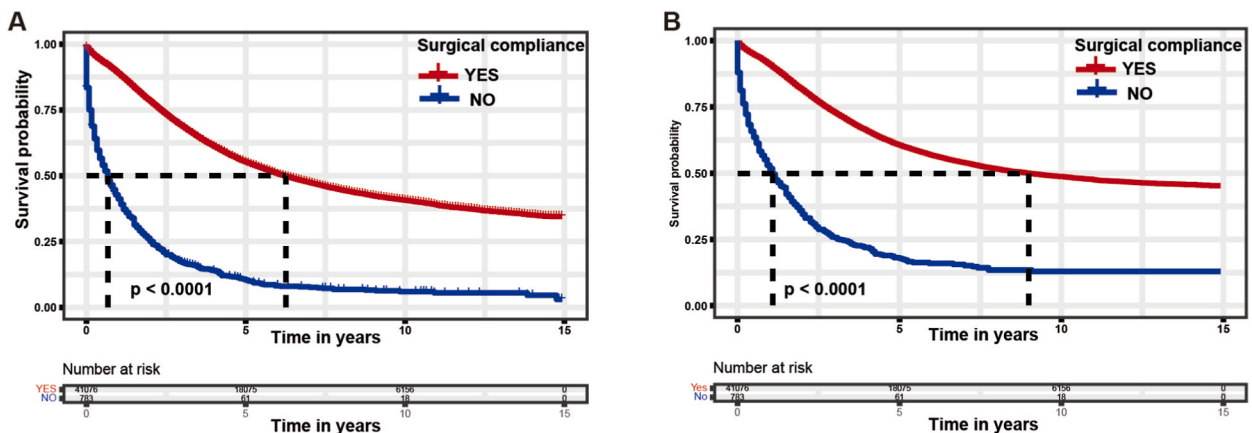 A
Surgical compliance
YES
NO
Survival probability
1.00
0.75
0.50
0.25
0.00
p < 0.0001
0 5 10 15
Time in years
Number at risk
YES 41076 18075 6156 0
NO 783 61 18 0
0 5 10 15
Time in years
B
Surgical compliance
YES
NO
Survival probability
1.00
0.75
0.50
0.25
0.00
p < 0.0001
0 5 10 15
Time in years
Number at risk
Yes 41076 18075 6156 0
No 783 61 18 0
0 5 10 15
Time in years